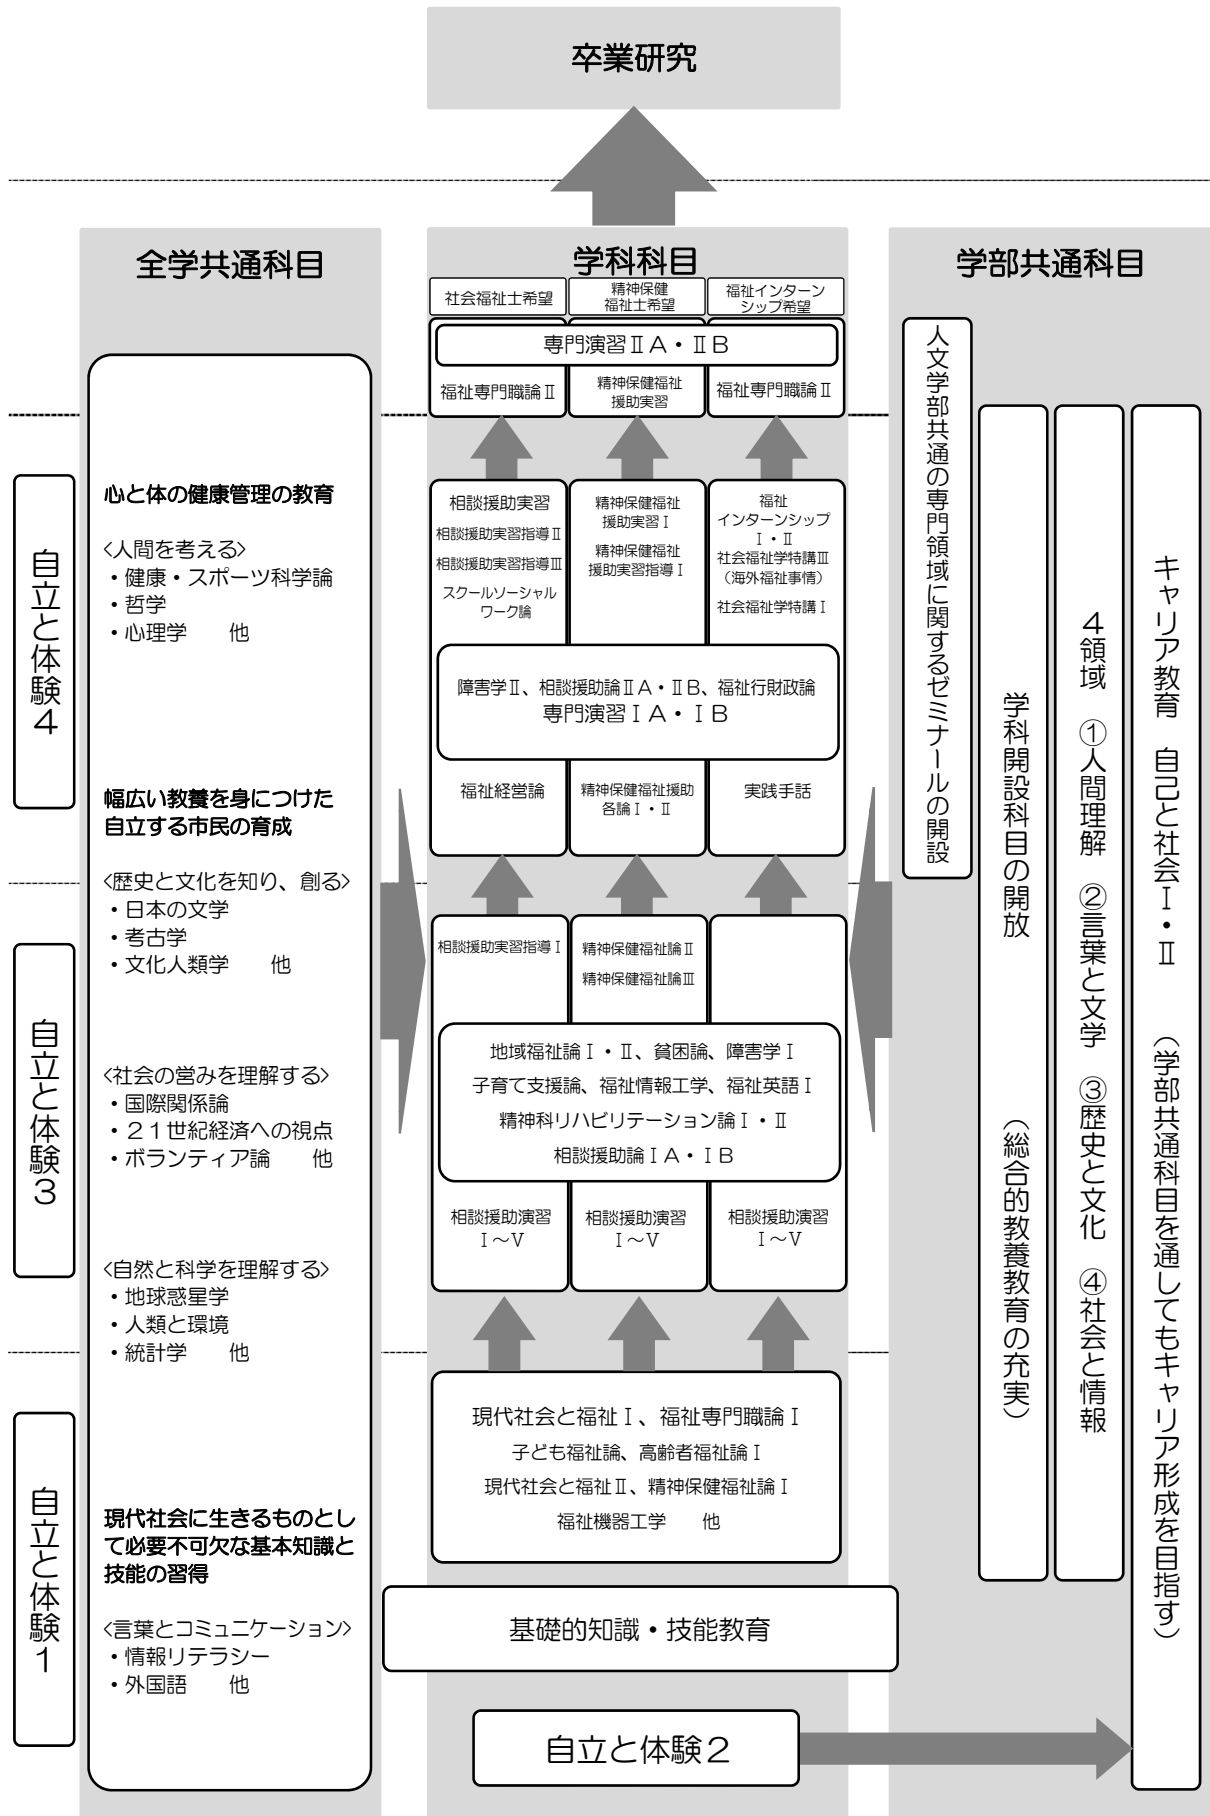 卒業研究
全学共通科目
心と体の健康管理の教育
<人間を考える>
・健康・スポーツ科学論
・哲学
・心理学　他
幅広い教養を身につけた
自立する市民の育成
<歴史と文化を知り、創る>
・日本の文学
・考古学
・文化人類学　他
<社会の営みを理解する>
・国際関係論
・２１世紀経済への視点
・ボランティア論　他
<自然と科学を理解する>
・地球惑星学
・人類と環境
・統計学　他
現代社会に生きるものとし
て必要不可欠な基本知識と
技能の習得
<言葉とコミュニケーション>
・情報リテラシー
・外国語　他
自立と体験４
自立と体験３
自立と体験１
学科科目
社会福祉士希望
精神保健
福祉士希望
福祉インターン
シップ希望
専門演習ⅡＡ・ⅡＢ
福祉専門職論Ⅱ
精神保健福祉
援助実習
福祉専門職論Ⅱ
相談援助実習
相談援助実習指導Ⅱ
相談援助実習指導Ⅲ
スクールソーシャル
ワーク論
精神保健福祉
援助実習Ⅰ
精神保健福祉
援助実習指導Ⅰ
福祉
インターンシップ
Ⅰ・Ⅱ
社会福祉学特講Ⅲ
（海外福祉事情）
社会福祉学特講Ⅰ
障害学Ⅱ、相談援助論ⅡＡ・ⅡＢ、福祉行財政論
専門演習ⅠＡ・ⅠＢ
福祉経営論
精神保健福祉援助
各論Ⅰ・Ⅱ
実践手話
相談援助実習指導Ⅰ
精神保健福祉論Ⅱ
精神保健福祉論Ⅲ
地域福祉論Ⅰ・Ⅱ、貧困論、障害学Ⅰ
子育て支援論、福祉情報工学、福祉英語Ⅰ
精神科リハビリテーション論Ⅰ・Ⅱ
相談援助論ⅠＡ・ⅠＢ
相談援助演習
Ⅰ～Ⅴ
相談援助演習
Ⅰ～Ⅴ
相談援助演習
Ⅰ～Ⅴ
現代社会と福祉Ⅰ、福祉専門職論Ⅰ
子ども福祉論、高齢者福祉論Ⅰ
現代社会と福祉Ⅱ、精神保健福祉論Ⅰ
福祉機器工学　他
基礎的知識・技能教育
自立と体験２
学部共通科目
人文学部共通の専門領域に関するゼミナールの開設
学科開設科目の開放　（総合的教養教育の充実）
４領域　①人間理解　②言葉と文学　③歴史と文化　④社会と情報
キャリア教育　自己と社会Ⅰ・Ⅱ　（学部共通科目を通してもキャリア形成を目指す）